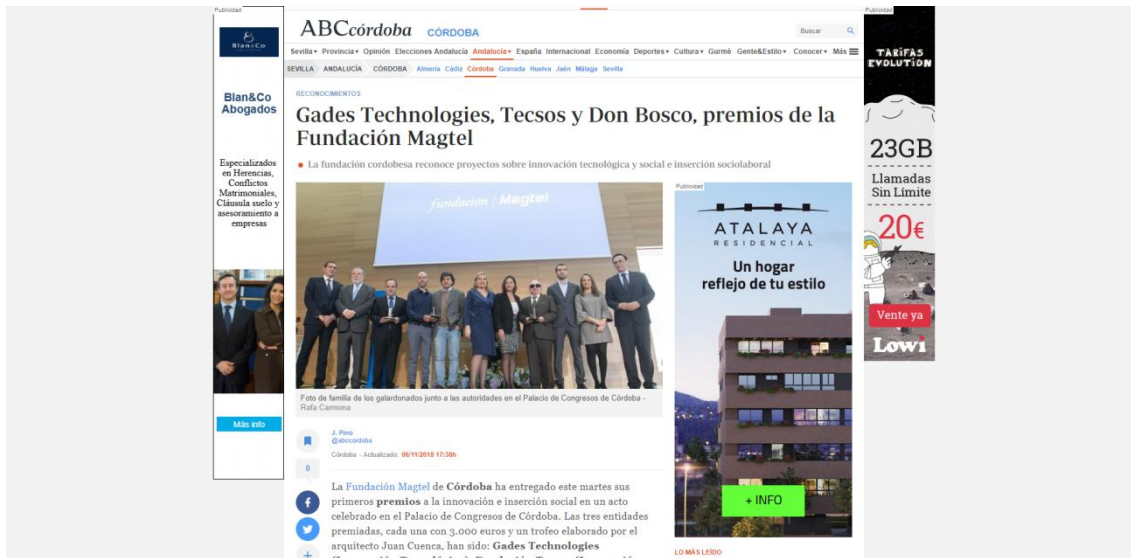 Publicidad
Blan&Co
Blan&Co
Abogados
Especializados
en Herencias,
Conflictos
Matrimoniales,
Cláusula suelo y
asesoramiento a
empresas
Más info
ABCcórdoba CÓRDOBA
Buscar
Sevilla Provincia Opinión Elecciones Andalucía Andalucía España Internacional Economía Deportes Cultura Gurmé Gente&Estilo Conocer Más
SEVILLA ANDALUCÍA CÓRDOBA Almería Cádiz Córdoba Granada Huelva Jaén Málaga Sevilla
RECONOCIMIENTOS
Gades Technologies, Tecsos y Don Bosco, premios de la
Fundación Magtel
La fundación cordobesa reconoce proyectos sobre innovación tecnológica y social e inserción sociolaboral
fundación | Magtel
Foto de familia de los galardonados junto a las autoridades en el Palacio de Congresos de Córdoba -
Rafa Carmona
J. Pino
@abccordoba
Córdoba - Actualizado: 06/11/2018 17:38h
0
La Fundación Magtel de Córdoba ha entregado este martes sus
primeros premios a la innovación e inserción social en un acto
celebrado en el Palacio de Congresos de Córdoba. Las tres entidades
premiadas, cada una con 3.000 euros y un trofeo elaborado por el
arquitecto Juan Cuenca, han sido: Gades Technologies
Publicidad
ATALAYA
RESIDENCIAL
Un hogar
reflejo de tu estilo
+ INFO
LO MÁS LEÍDO
Publicidad
TARIFAS
EVOLUTION
23GB
Llamadas
Sin Límite
20€
Vente ya
Lowi